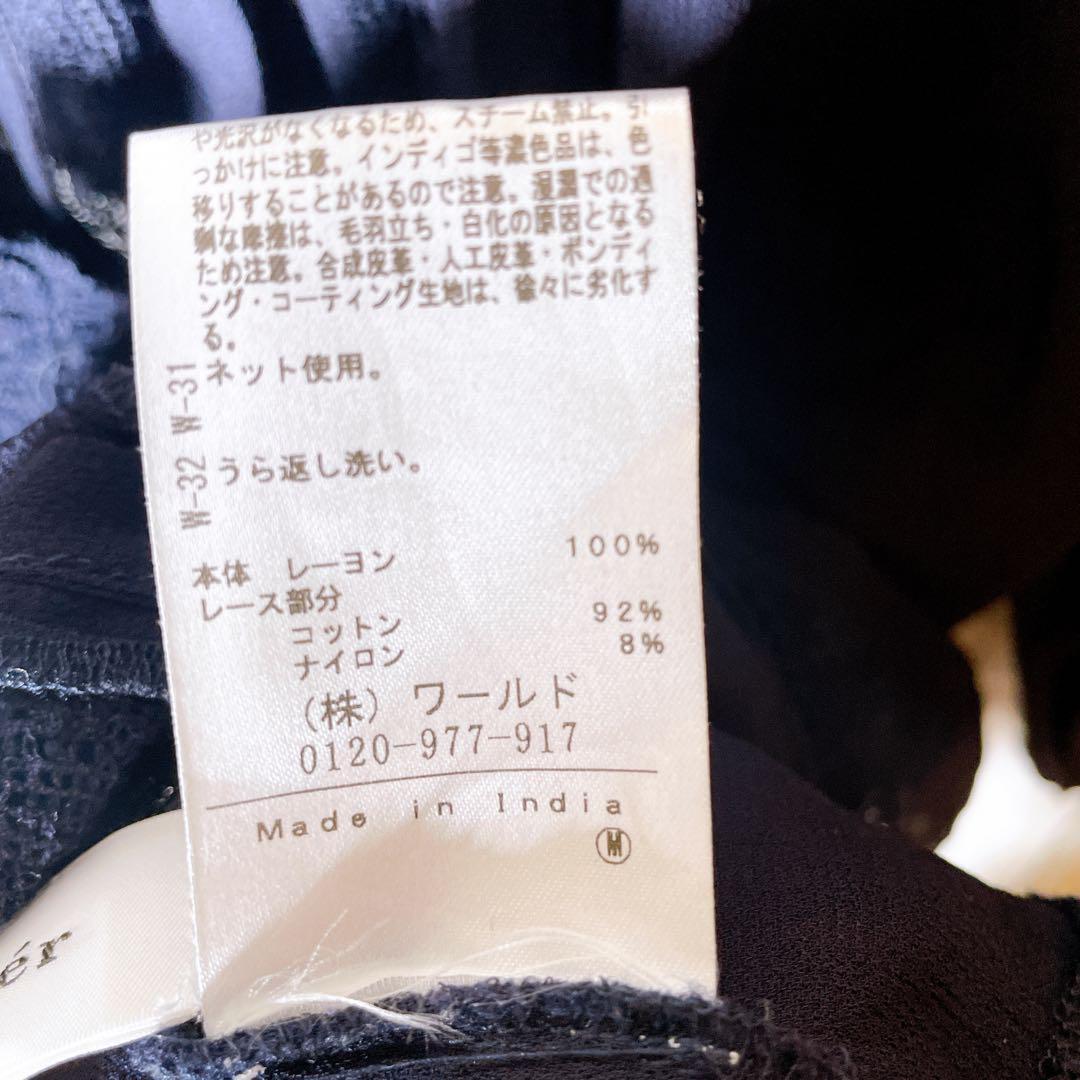 や光沢がなくなるため、スチーム禁止。引
っかけに注意。インディゴ等濃色品は、色
移りすることがあるので注意。湿潤での過
剰な摩擦は、毛羽立ち・白化の原因となる
ため注意。合成皮革・人工皮革・ボンディ
ング・コーティング生地は、徐々に劣化す
る。
W-31 ネット使用。
W-32 うら返し洗い。
本体 レーヨン 100%
レース部分
コットン 92%
ナイロン 8%
(株) ワールド
0120-977-917
Made in India
M
ér